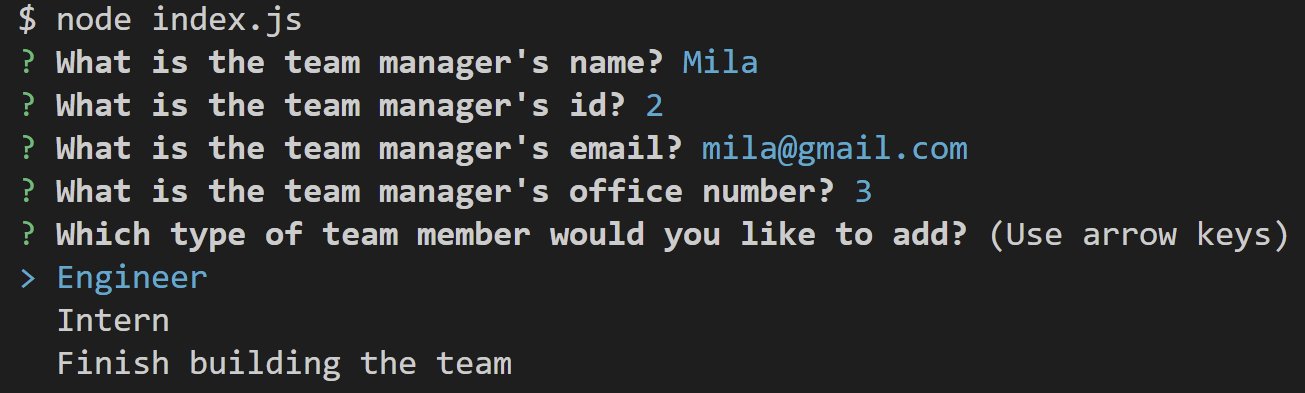 $ node index.js
? What is the team manager's name? Mila
? What is the team manager's id? 2
? What is the team manager's email? mila@gmail.com
? What is the team manager's office number? 3
? Which type of team member would you like to add? (Use arrow keys)
> Engineer
  Intern
  Finish building the team